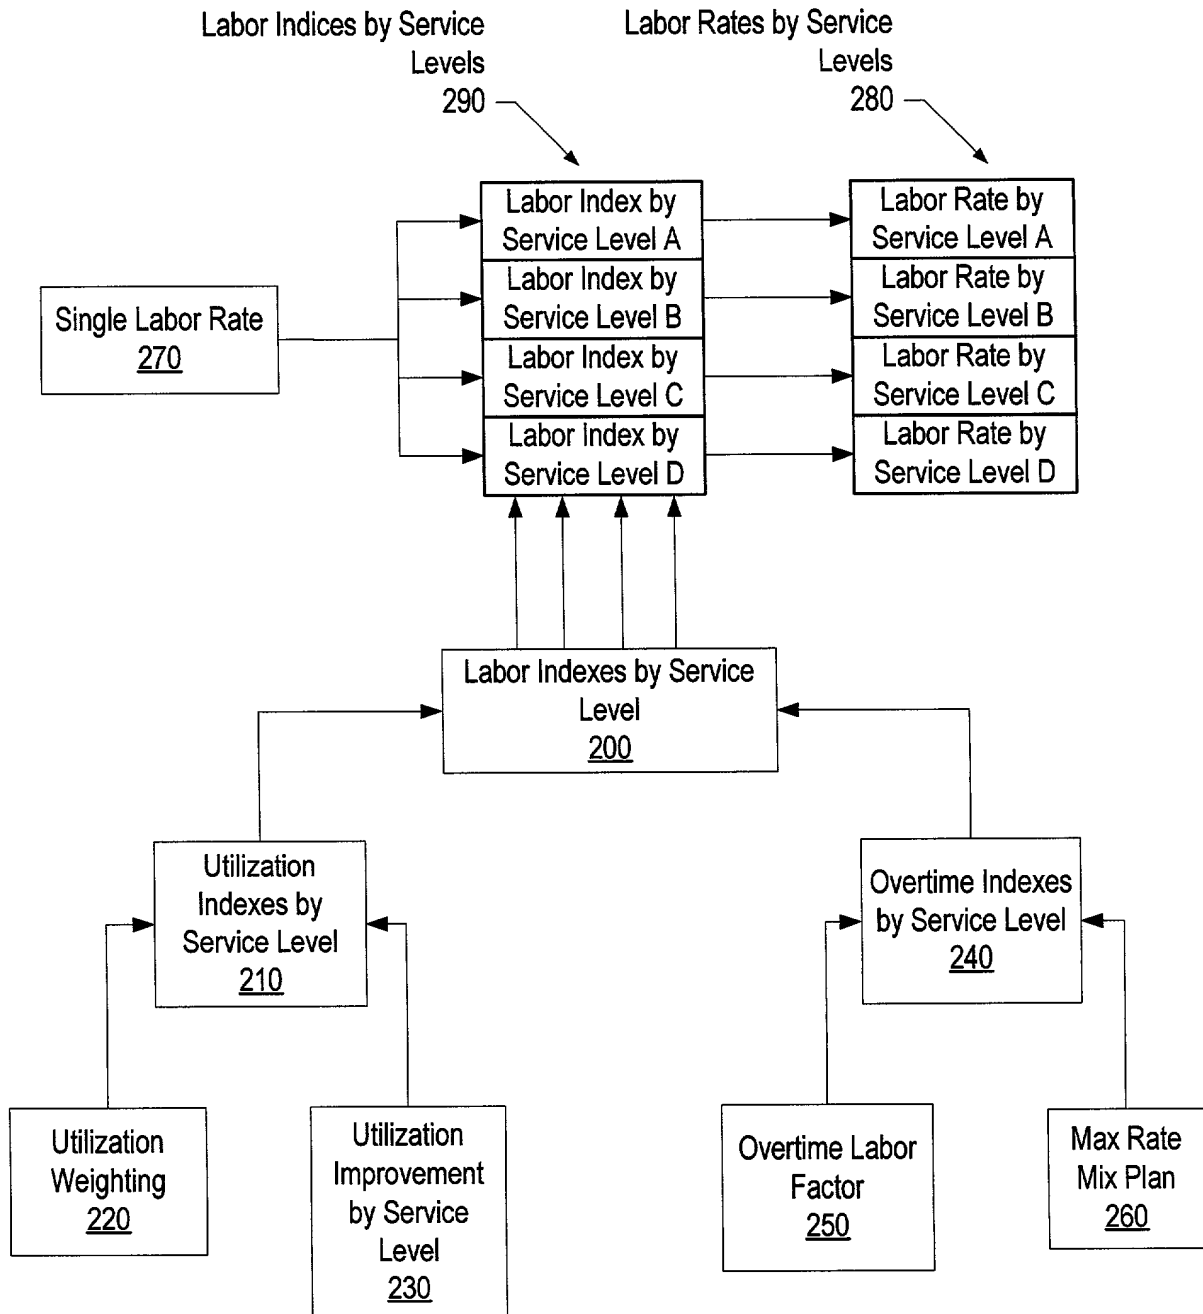 Labor Indices by Service
Levels
290
Labor Rates by Service
Levels
280
Labor Index by
Service Level A
Labor Rate by
Service Level A
Labor Index by
Service Level B
Labor Rate by
Service Level B
Single Labor Rate
270
Labor Index by
Service Level C
Labor Rate by
Service Level C
Labor Index by
Service Level D
Labor Rate by
Service Level D
Labor Indexes by Service
Level
200
Utilization
Indexes by
Service Level
210
Overtime Indexes
by Service Level
240
Utilization
Weighting
220
Utilization
Improvement
by Service
Level
230
Overtime Labor
Factor
250
Max Rate
Mix Plan
260